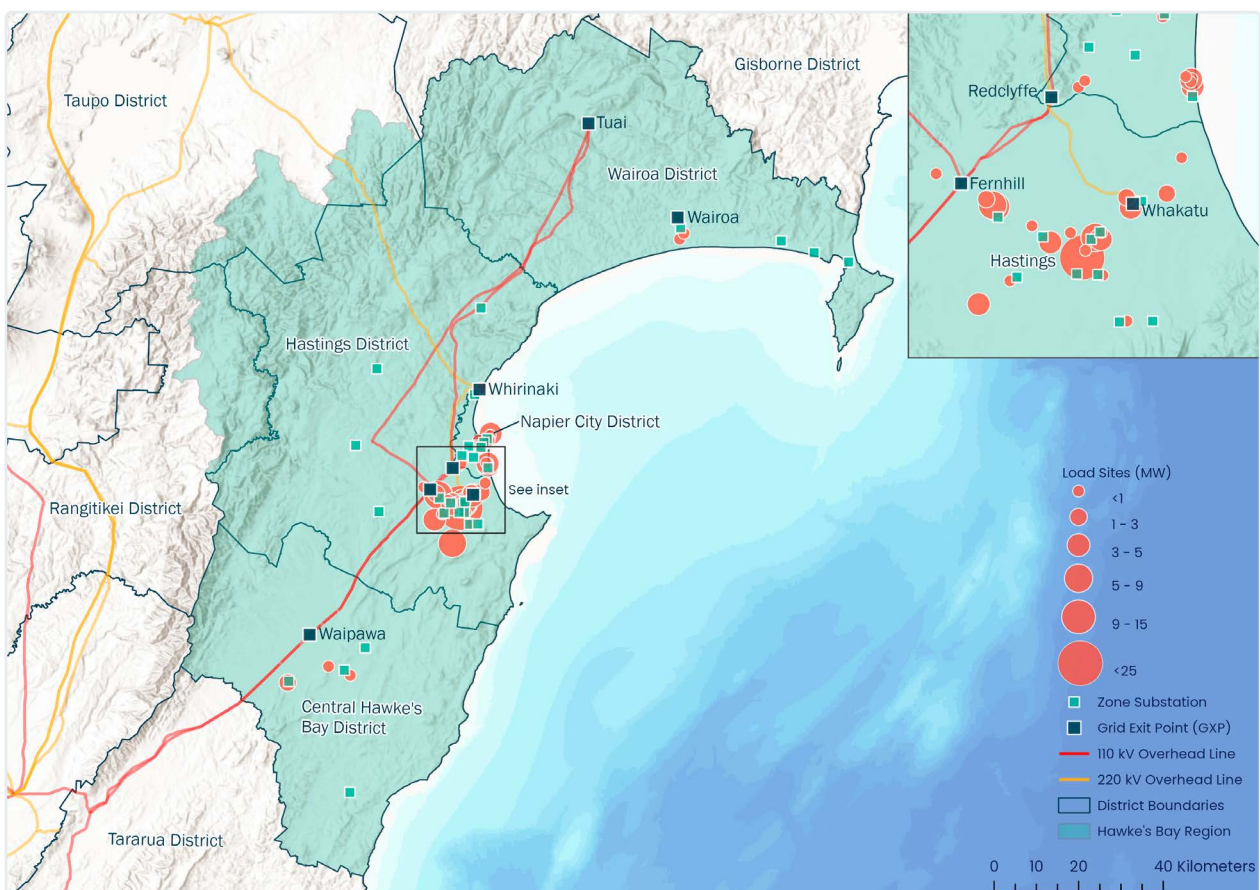 Taupo District
Gisborne District
Tuai
Wairoa District
Wairoa
Hastings District
Whirinaki
Napier City District
See inset
Rangitikei District
Waipawa
Central Hawke's
Bay District
Tararua District
Redclyffe
Fernhill
Whakatu
Hastings
Load Sites (MW)
<1
1 - 3
3 - 5
5 - 9
9 - 15
<25
Zone Substation
Grid Exit Point (GXP)
110 kV Overhead Line
220 kV Overhead Line
District Boundaries
Hawke's Bay Region
0 10 20 40 Kilometers